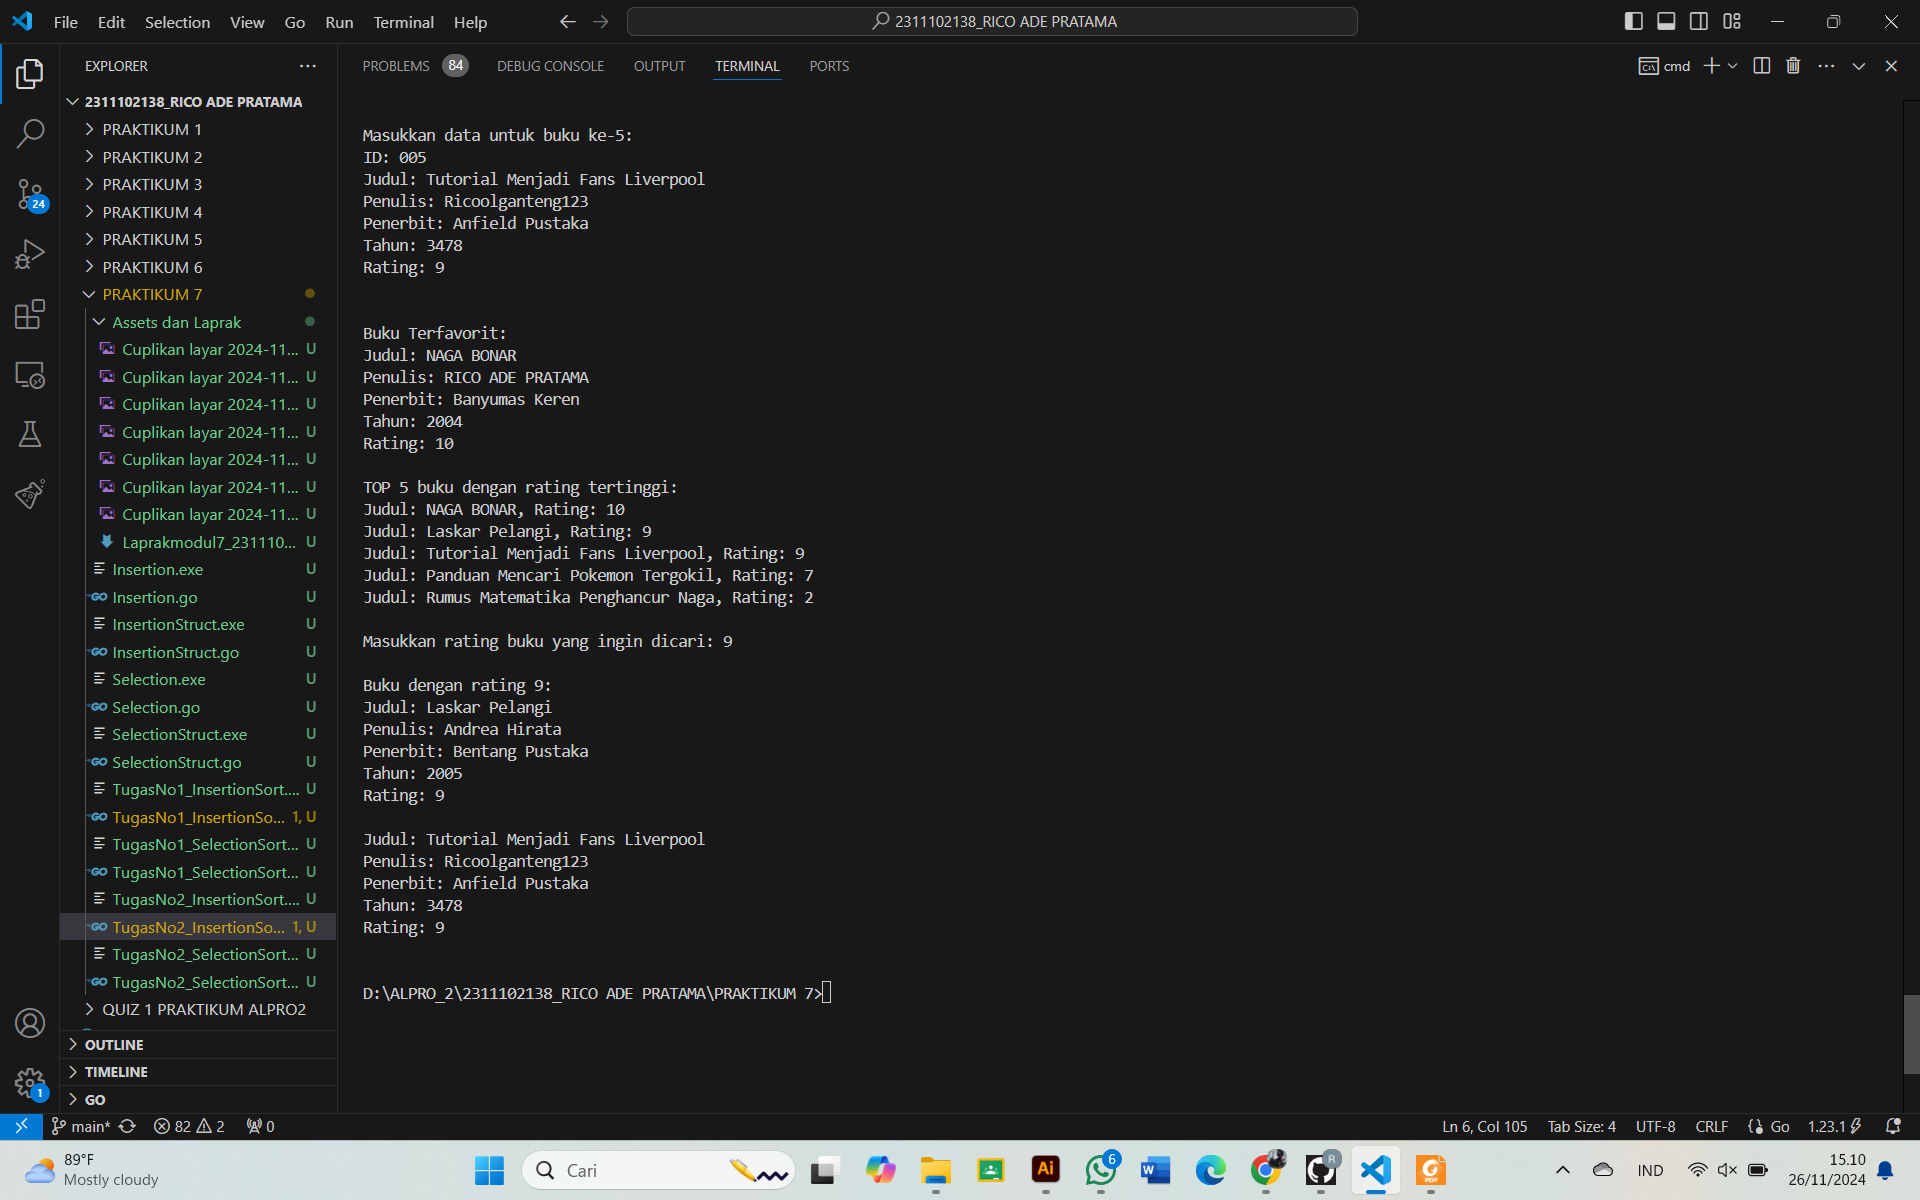 File Edit Selection View Go Run Terminal Help
2311102138_RICO ADE PRATAMA
EXPLORER
2311102138_RICO ADE PRATAMA
PRAKTIKUM 1
PRAKTIKUM 2
PRAKTIKUM 3
PRAKTIKUM 4
PRAKTIKUM 5
PRAKTIKUM 6
PRAKTIKUM 7
Assets dan Laprak
Cuplikan layar 2024-11... U
Cuplikan layar 2024-11... U
Cuplikan layar 2024-11... U
Cuplikan layar 2024-11... U
Cuplikan layar 2024-11... U
Cuplikan layar 2024-11... U
Cuplikan layar 2024-11... U
Laprakmodul7_231110... U
Insertion.exe U
Insertion.go U
InsertionStruct.exe U
InsertionStruct.go U
Selection.exe U
Selection.go U
SelectionStruct.exe U
SelectionStruct.go U
TugasNo1_InsertionSort.... U
TugasNo1_InsertionSo... 1, U
TugasNo1_SelectionSort... U
TugasNo1_SelectionSort... U
TugasNo2_InsertionSort.... U
TugasNo2_InsertionSo... 1, U
TugasNo2_SelectionSort... U
TugasNo2_SelectionSort... U
QUIZ 1 PRAKTIKUM ALPRO2
OUTLINE
TIMELINE
GO
24
1
PROBLEMS 84 DEBUG CONSOLE OUTPUT TERMINAL PORTS
cmd
Masukkan data untuk buku ke-5:
ID: 005
Judul: Tutorial Menjadi Fans Liverpool
Penulis: Ricoolganteng123
Penerbit: Anfield Pustaka
Tahun: 3478
Rating: 9
Buku Terfavorit:
Judul: NAGA BONAR
Penulis: RICO ADE PRATAMA
Penerbit: Banyumas Keren
Tahun: 2004
Rating: 10
TOP 5 buku dengan rating tertinggi:
Judul: NAGA BONAR, Rating: 10
Judul: Laskar Pelangi, Rating: 9
Judul: Tutorial Menjadi Fans Liverpool, Rating: 9
Judul: Panduan Mencari Pokemon Tergokil, Rating: 7
Judul: Rumus Matematika Penghancur Naga, Rating: 2
Masukkan rating buku yang ingin dicari: 9
Buku dengan rating 9:
Judul: Laskar Pelangi
Penulis: Andrea Hirata
Penerbit: Bentang Pustaka
Tahun: 2005
Rating: 9
Judul: Tutorial Menjadi Fans Liverpool
Penulis: Ricoolganteng123
Penerbit: Anfield Pustaka
Tahun: 3478
Rating: 9
D:\ALPRO_2\2311102138_RICO ADE PRATAMA\PRAKTIKUM 7>
main* 82 2 0
Ln 6, Col 105 Tab Size: 4 UTF-8 CRLF Go 1.23.1
89°F
Mostly cloudy
Cari
Ai
6
R
PDF
IND
15.10
26/11/2024